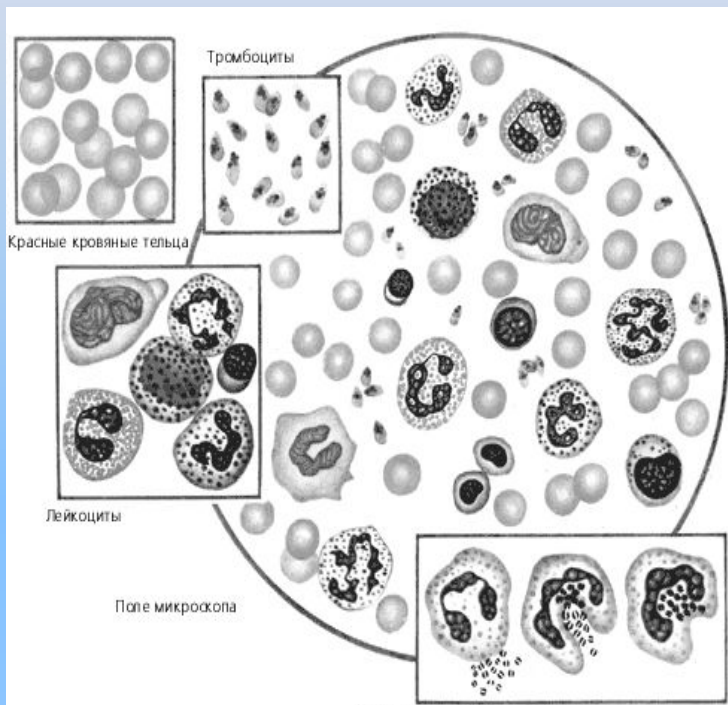 Тромбоциты
Красные кровяные тельца
Лейкоциты
Поле микроскопа